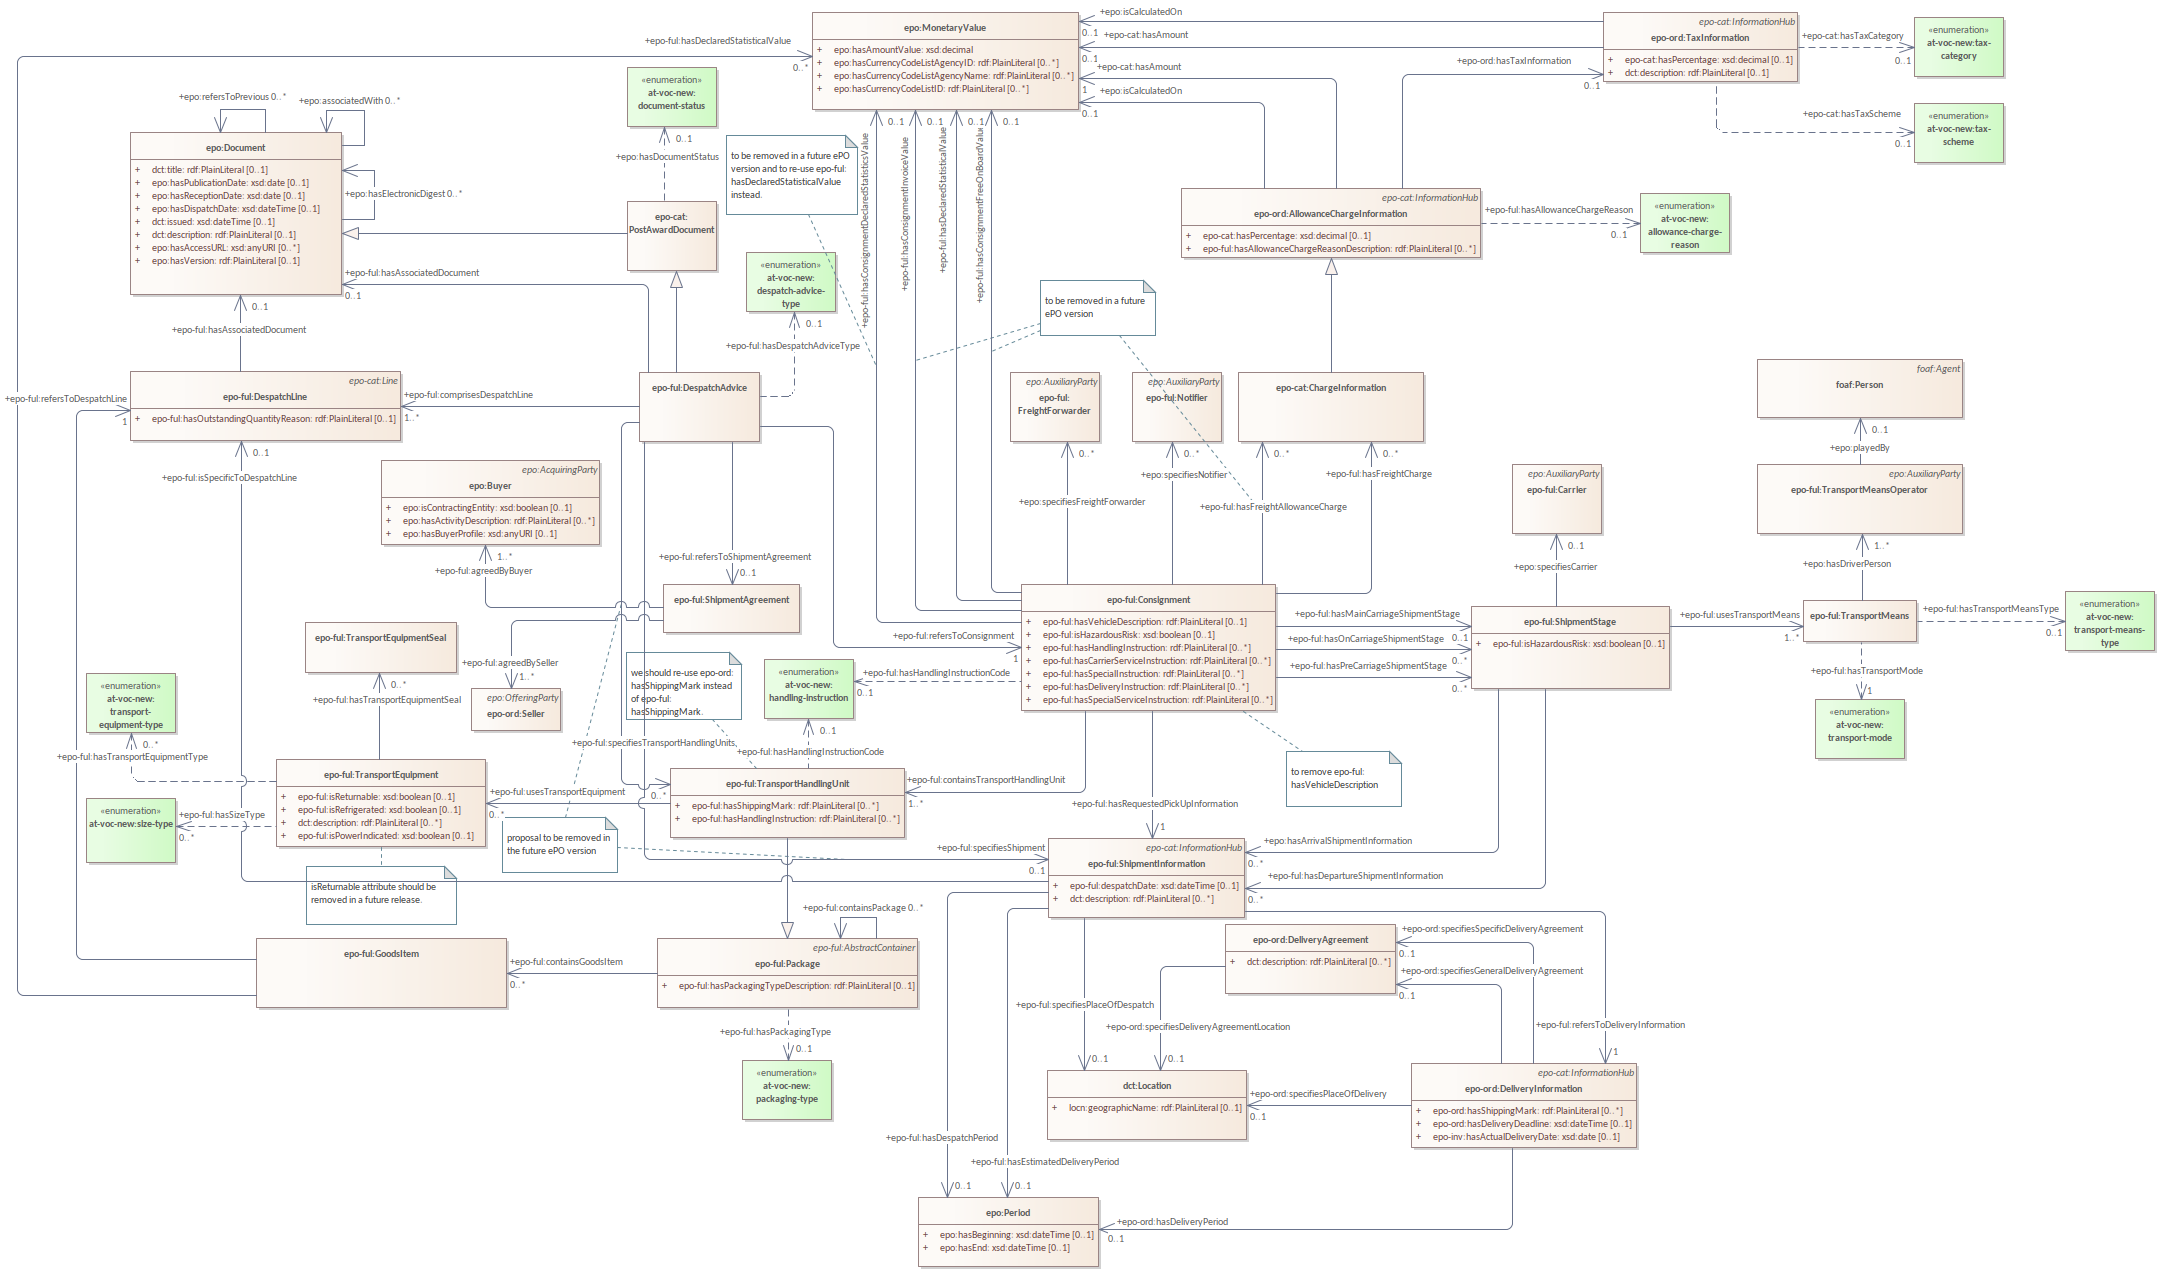 epo:MonetaryValue
+ epo:hasAmountValue: xsd:decimal
+ epo:hasCurrencyCodeListAgencyID: rdf:PlainLiteral [0..*]
+ epo:hasCurrencyCodeListAgencyName: rdf:PlainLiteral [0..*]
+ epo:hasCurrencyCodeListID: rdf:PlainLiteral [0..*]
+epo:isCalculatedOn
0..1
+epo-cat:hasAmount
0..1
+epo-cat:hasAmount
1
+epo:isCalculatedOn
0..1
epo-cat:InformationHub
epo-ord:TaxInformation
+ epo-cat:hasPercentage: xsd:decimal [0..1]
+ dct:description: rdf:PlainLiteral [0..1]
+epo-cat:hasTaxCategory
0..1
«enumeration»
at-voc-new:tax-
category
+epo-ord:hasTaxInformation
0..1
+epo-cat:hasTaxScheme
0..1
«enumeration»
at-voc-new:tax-
scheme
+epo-ful:hasDeclaredStatisticalValue
0..*
«enumeration»
at-voc-new:
document-status
0..1
+epo:hasDocumentStatus
+epo:refersToPrevious 0..*
+epo:associatedWith 0..*
epo:Document
+ dct:title: rdf:PlainLiteral [0..1]
+ epo:hasPublicationDate: xsd:date [0..1]
+ epo:hasReceptionDate: xsd:date [0..1]
+ epo:hasDispatchDate: xsd:dateTime [0..1]
+ dct:issued: xsd:dateTime [0..1]
+ dct:description: rdf:PlainLiteral [0..1]
+ epo:hasAccessURL: xsd:anyURI [0..*]
+ epo:hasVersion: rdf:PlainLiteral [0..1]
+epo:hasElectronicDigest 0..*
epo-cat:
PostAwardDocument
to be removed in a future ePO
version and to re-use epo-ful:
hasDeclaredStatisticalValue
instead.
0..1
0..1
0..1
0..1
+epo-ful:hasConsignmentDeclaredStatisticsValue
+epo-ful:hasConsignmentInvoiceValue
+epo-ful:hasDeclaredStatisticalValue
+epo-ful:hasConsignmentFreeOnBoardValue
epo-cat:InformationHub
epo-ord:AllowanceChargeInformation
+ epo-cat:hasPercentage: xsd:decimal [0..1]
+ epo-ful:hasAllowanceChargeReasonDescription: rdf:PlainLiteral [0..*]
+epo-ful:hasAllowanceChargeReason
0..1
«enumeration»
at-voc-new:
allowance-charge-
reason
+epo-ful:hasAssociatedDocument
0..1
0..1
+epo-ful:hasAssociatedDocument
«enumeration»
at-voc-new:
despatch-advice-
type
0..1
+epo-ful:hasDespatchAdviceType
to be removed in a future
ePO version
epo-cat:Line
epo-ful:DespatchLine
+ epo-ful:hasOutstandingQuantityReason: rdf:PlainLiteral [0..1]
+epo-ful:refersToDespatchLine
1
+epo-ful:comprisesDespatchLine
1..*
0..1
+epo-ful:isSpecificToDespatchLine
epo-ful:DespatchAdvice
epo:AuxiliaryParty
epo-ful:
FreightForwarder
epo:AuxiliaryParty
epo-ful:Notifier
epo-cat:ChargeInformation
0..*
+epo:specifiesFreightForwarder
0..*
+epo:specifiesNotifier
0..*
+epo-ful:hasFreightAllowanceCharge
0..*
+epo-ful:hasFreightCharge
foaf:Agent
foaf:Person
0..1
+epo:playedBy
epo:AuxiliaryParty
epo-ful:TransportMeansOperator
1..*
+epo:hasDriverPerson
epo:AuxiliaryParty
epo-ful:Carrier
0..1
+epo:specifiesCarrier
epo:AcquiringParty
epo:Buyer
+ epo:isContractingEntity: xsd:boolean [0..1]
+ epo:hasActivityDescription: rdf:PlainLiteral [0..*]
+ epo:hasBuyerProfile: xsd:anyURI [0..1]
1..*
+epo-ful:agreedByBuyer
+epo-ful:refersToShipmentAgreement
0..1
epo-ful:ShipmentAgreement
+epo-ful:agreedBySeller
1..*
epo:OfferingParty
epo-ord:Seller
epo-ful:Consignment
+ epo-ful:hasVehicleDescription: rdf:PlainLiteral [0..1]
+ epo-ful:isHazardousRisk: xsd:boolean [0..1]
+ epo-ful:hasHandlingInstruction: rdf:PlainLiteral [0..*]
+ epo-ful:hasCarrierServiceInstruction: rdf:PlainLiteral [0..*]
+ epo-ful:hasSpecialInstruction: rdf:PlainLiteral [0..*]
+ epo-ful:hasDeliveryInstruction: rdf:PlainLiteral [0..*]
+ epo-ful:hasSpecialServiceInstruction: rdf:PlainLiteral [0..*]
+epo-ful:refersToConsignment
1
+epo-ful:hasMainCarriageShipmentStage
0..1
+epo-ful:hasOnCarriageShipmentStage
0..*
+epo-ful:hasPreCarriageShipmentStage
0..*
epo-ful:ShipmentStage
+ epo-ful:isHazardousRisk: xsd:boolean [0..1]
+epo-ful:usesTransportMeans
1..*
epo-ful:TransportMeans
+epo-ful:hasTransportMeansType
0..1
«enumeration»
at-voc-new:
transport-means-
type
+epo-ful:hasTransportMode
1
«enumeration»
at-voc-new:
transport-mode
epo-ful:TransportEquipmentSeal
0..*
+epo-ful:hasTransportEquipmentSeal
«enumeration»
at-voc-new:
transport-
equipment-type
0..*
+epo-ful:hasTransportEquipmentType
we should re-use epo-ord:
hasShippingMark instead
of epo-ful:
hasShippingMark.
«enumeration»
at-voc-new:
handling-instruction
+epo-ful:hasHandlingInstructionCode
0..1
0..1
+epo-ful:hasHandlingInstructionCode
+epo-ful:specifiesTransportHandlingUnits
0..*
epo-ful:TransportEquipment
+ epo-ful:isReturnable: xsd:boolean [0..1]
+ epo-ful:isRefrigerated: xsd:boolean [0..1]
+ dct:description: rdf:PlainLiteral [0..*]
+ epo-ful:isPowerIndicated: xsd:boolean [0..1]
«enumeration»
at-voc-new:size-type
+epo-ful:hasSizeType
0..*
+epo-ful:usesTransportEquipment
0..*
epo-ful:TransportHandlingUnit
+ epo-ful:hasShippingMark: rdf:PlainLiteral [0..*]
+ epo-ful:hasHandlingInstruction: rdf:PlainLiteral [0..*]
+epo-ful:containsTransportHandlingUnit
1..*
to remove epo-ful:
hasVehicleDescription
+epo-ful:hasRequestedPickUpInformation
1
proposal to be removed in
the future ePO version
+epo-ful:specifiesShipment
0..1
isReturnable attribute should be
removed in a future release.
epo-cat:InformationHub
epo-ful:ShipmentInformation
+ epo-ful:despatchDate: xsd:dateTime [0..1]
+ dct:description: rdf:PlainLiteral [0..*]
+epo:hasArrivalShipmentInformation
0..*
+epo-ful:hasDepartureShipmentInformation
0..*
+epo-ful:containsPackage 0..*
epo-ful:GoodsItem
+epo-ful:containsGoodsItem
0..*
epo-ful:AbstractContainer
epo-ful:Package
+ epo-ful:hasPackagingTypeDescription: rdf:PlainLiteral [0..1]
+epo-ful:hasPackagingType
0..1
«enumeration»
at-voc-new:
packaging-type
epo-ord:DeliveryAgreement
+ dct:description: rdf:PlainLiteral [0..*]
+epo-ord:specifiesSpecificDeliveryAgreement
0..1
+epo-ord:specifiesGeneralDeliveryAgreement
0..1
+epo-ful:specifiesPlaceOfDespatch
0..1
+epo-ord:specifiesDeliveryAgreementLocation
0..1
+epo-ful:refersToDeliveryInformation
1
dct:Location
+ locn:geographicName: rdf:PlainLiteral [0..1]
+epo-ord:specifiesPlaceOfDelivery
0..1
epo-cat:InformationHub
epo-ord:DeliveryInformation
+ epo-ord:hasShippingMark: rdf:PlainLiteral [0..*]
+ epo-ord:hasDeliveryDeadline: xsd:dateTime [0..1]
+ epo-inv:hasActualDeliveryDate: xsd:date [0..1]
+epo-ful:hasDespatchPeriod
0..1
+epo-ful:hasEstimatedDeliveryPeriod
0..1
epo:Period
+ epo:hasBeginning: xsd:dateTime [0..1]
+ epo:hasEnd: xsd:dateTime [0..1]
+epo-ord:hasDeliveryPeriod
0..1